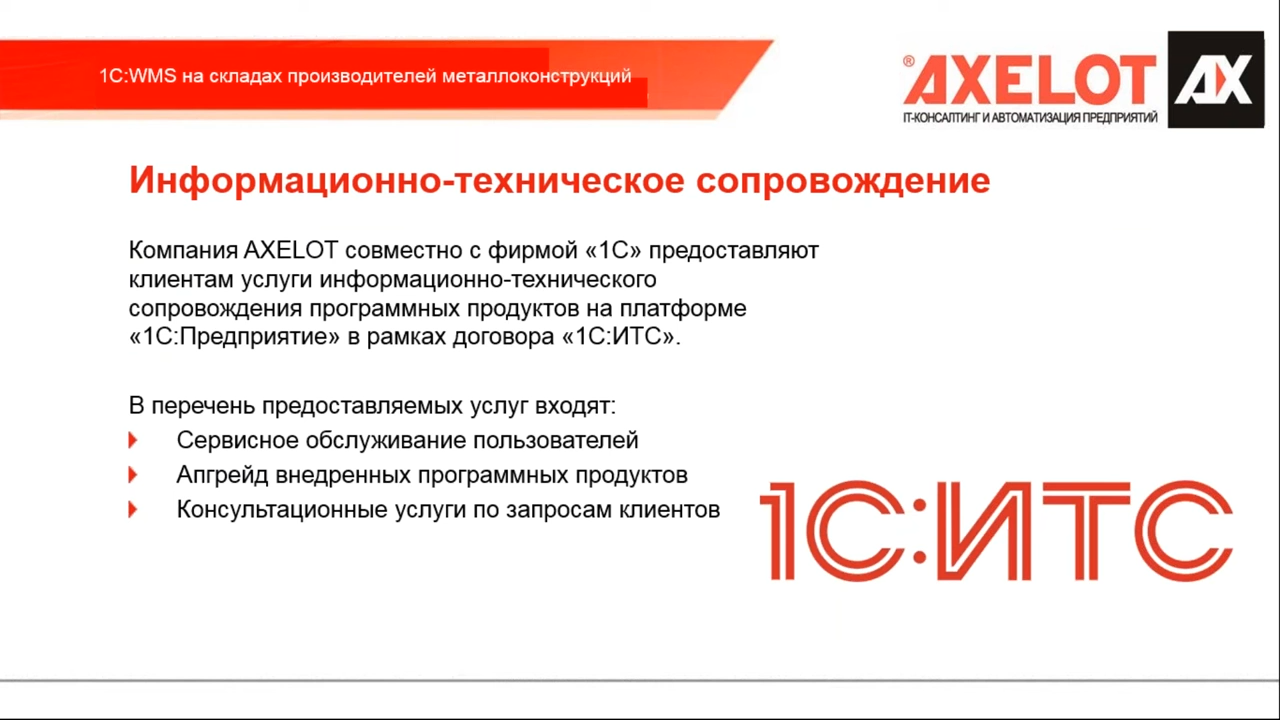 1С:WMS на складах производителей металлоконструкций
®AXELOT AX
IT-КОНСАЛТИНГ И АВТОМАТИЗАЦИЯ ПРЕДПРИЯТИЙ
Информационно-техническое сопровождение
Компания AXELOT совместно с фирмой «1С» предоставляют
клиентам услуги информационно-технического
сопровождения программных продуктов на платформе
«1С:Предприятие» в рамках договора «1С:ИТС».
В перечень предоставляемых услуг входят:
Сервисное обслуживание пользователей
Апгрейд внедренных программных продуктов
Консультационные услуги по запросам клиентов
1С:ИТС